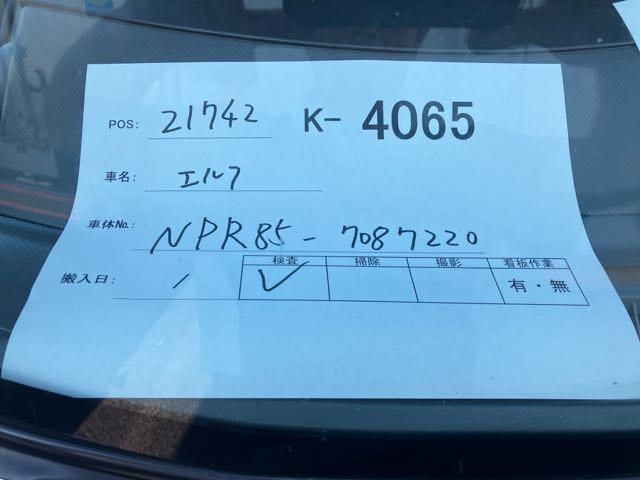 POS: 21742 K- 4065
車名: エルフ
車体No.: NPR85-7087220
搬入日: /
検査 掃除 撮影 看板作業
✓ 有・無